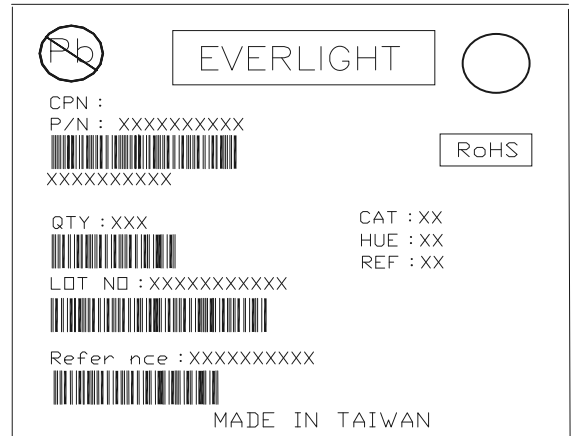 Pb
EVERLIGHT
CPN :
P/N : XXXXXXXXXX
RoHS
XXXXXXXXXX
QTY : XXX
CAT : XX
HUE : XX
REF : XX
LOT NO : XXXXXXXXXXX
Refer nce : XXXXXXXXXX
MADE IN TAIWAN